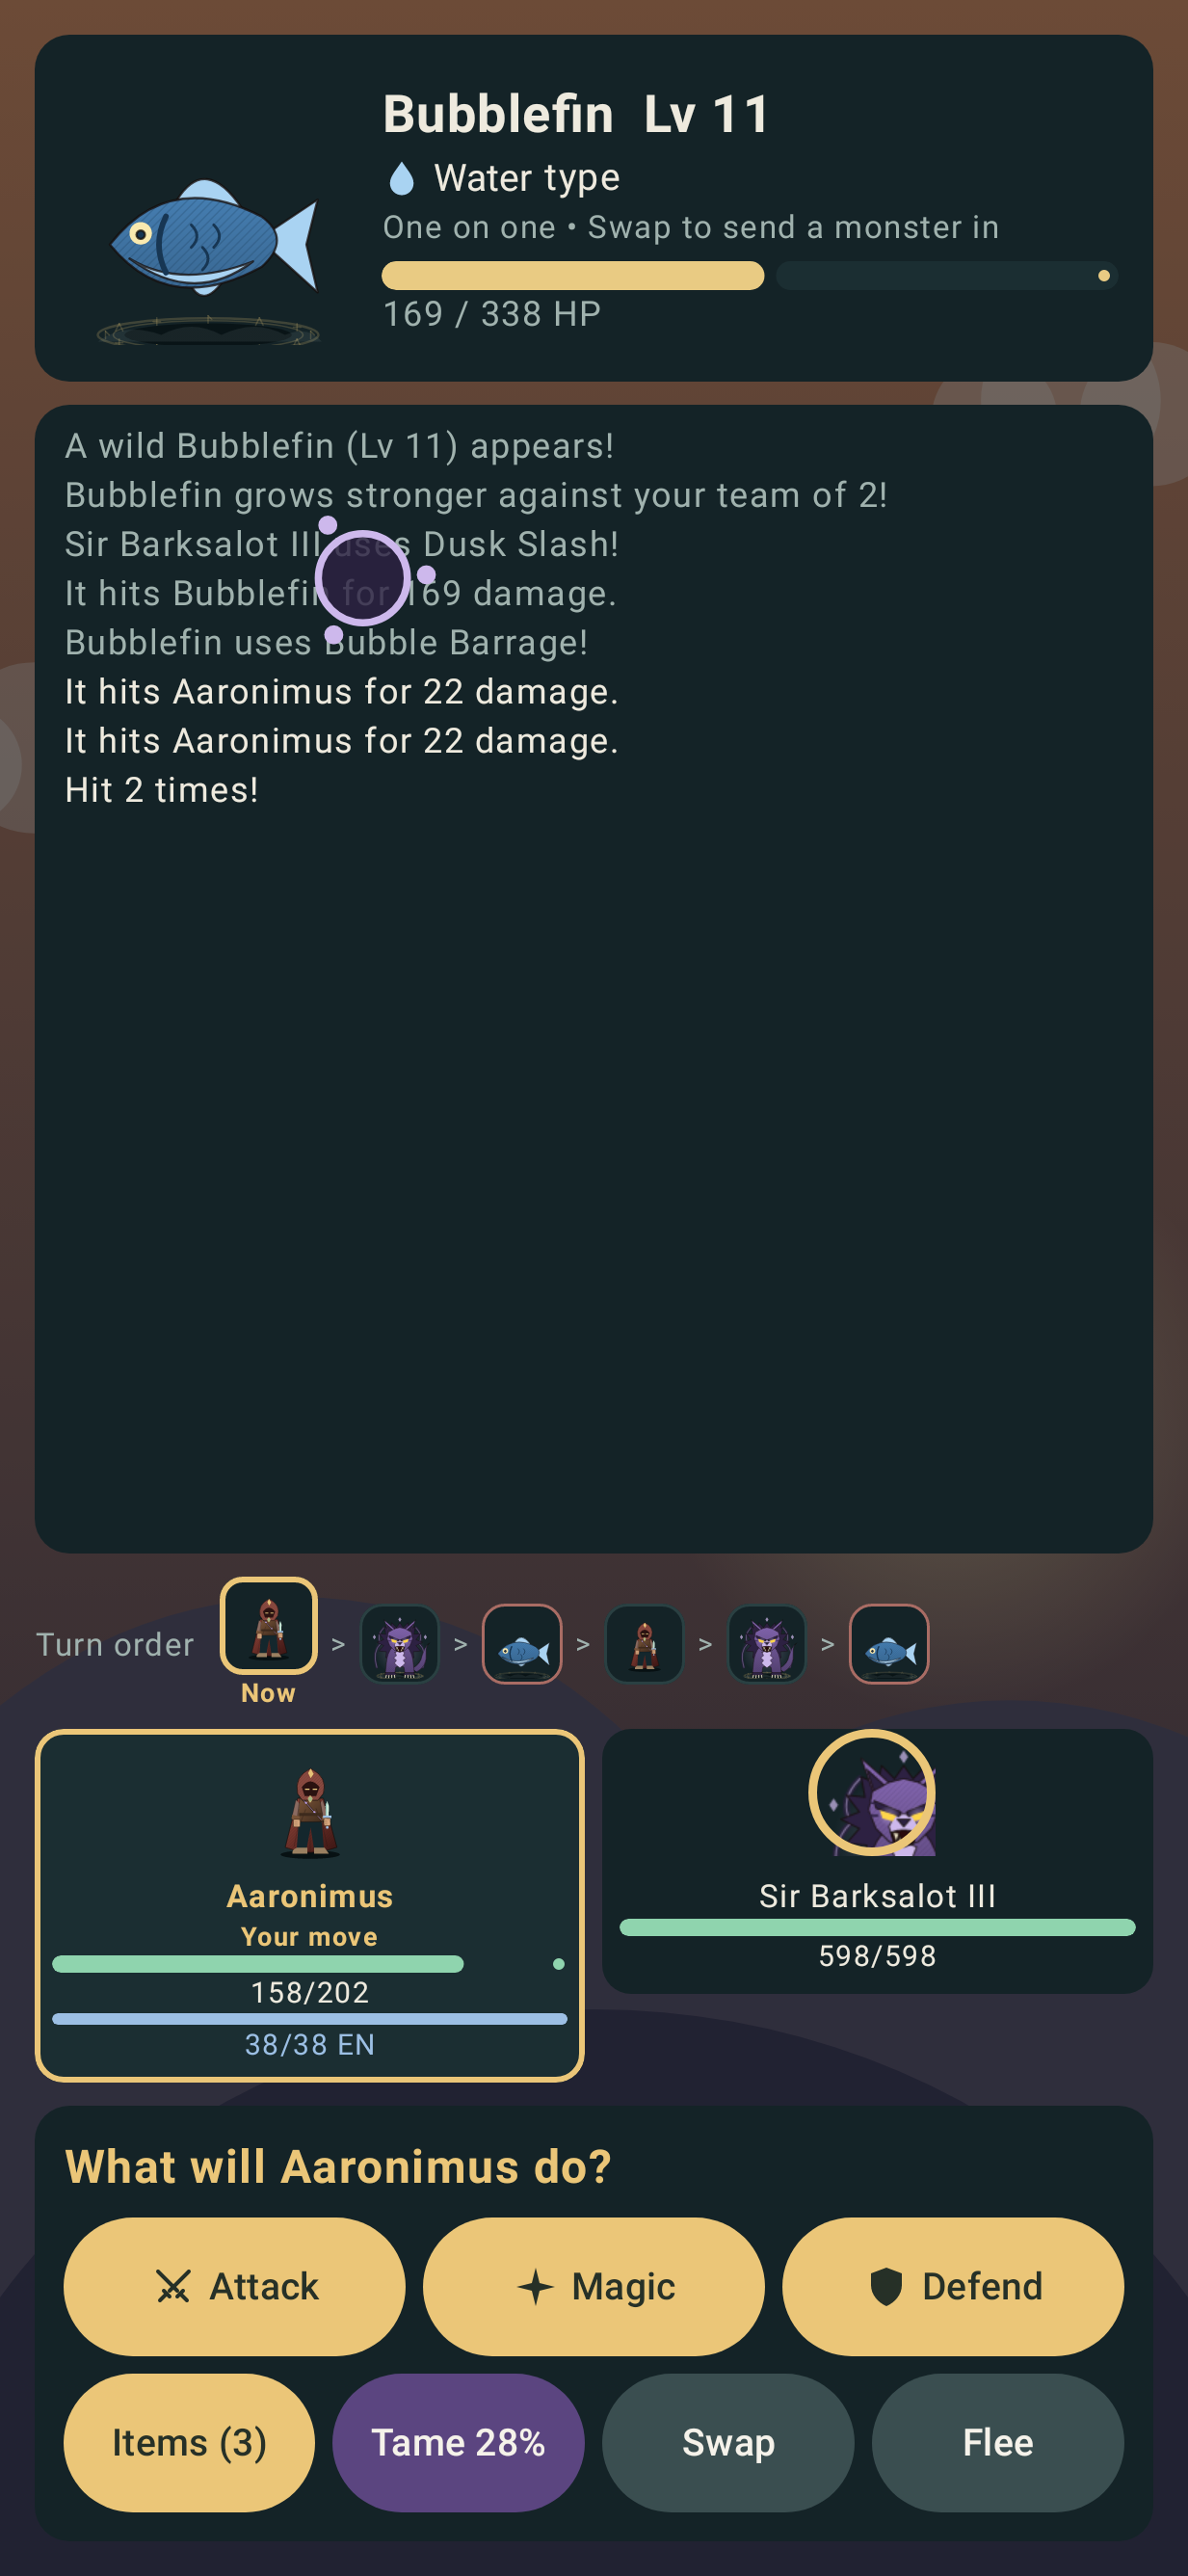 Bubblefin Lv 11
Water type
One on one • Swap to send a monster in
169 / 338 HP
A wild Bubblefin (Lv 11) appears!
Bubblefin grows stronger against your team of 2!
Sir Barksalot III uses Dusk Slash!
It hits Bubblefin for 169 damage.
Bubblefin uses Bubble Barrage!
It hits Aaronimus for 22 damage.
It hits Aaronimus for 22 damage.
Hit 2 times!
Turn order
> > > > >
Now
Aaronimus
Your move
158/202
38/38 EN
Sir Barksalot III
598/598
What will Aaronimus do?
Attack
Magic
Defend
Items (3)
Tame 28%
Swap
Flee